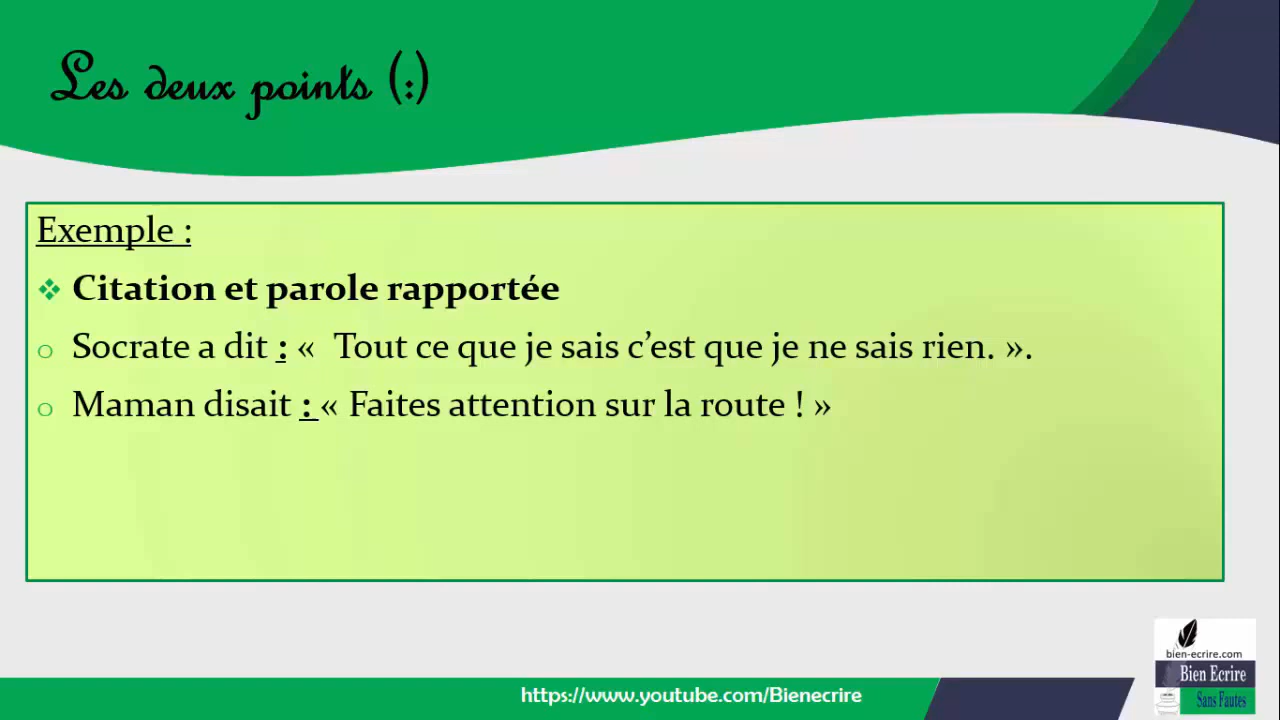 Les deux points (:)
Exemple :
❖ Citation et parole rapportée
o Socrate a dit : «  Tout ce que je sais c’est que je ne sais rien. ».
o Maman disait : « Faites attention sur la route ! »
bien-ecrire.com
Bien Ecrire
Sans Fautes
https://www.youtube.com/Bienecrire